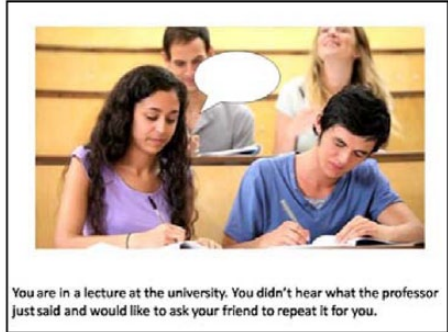 You are in a lecture at the university. You didn't hear what the professor
just said and would like to ask your friend to repeat it for you.